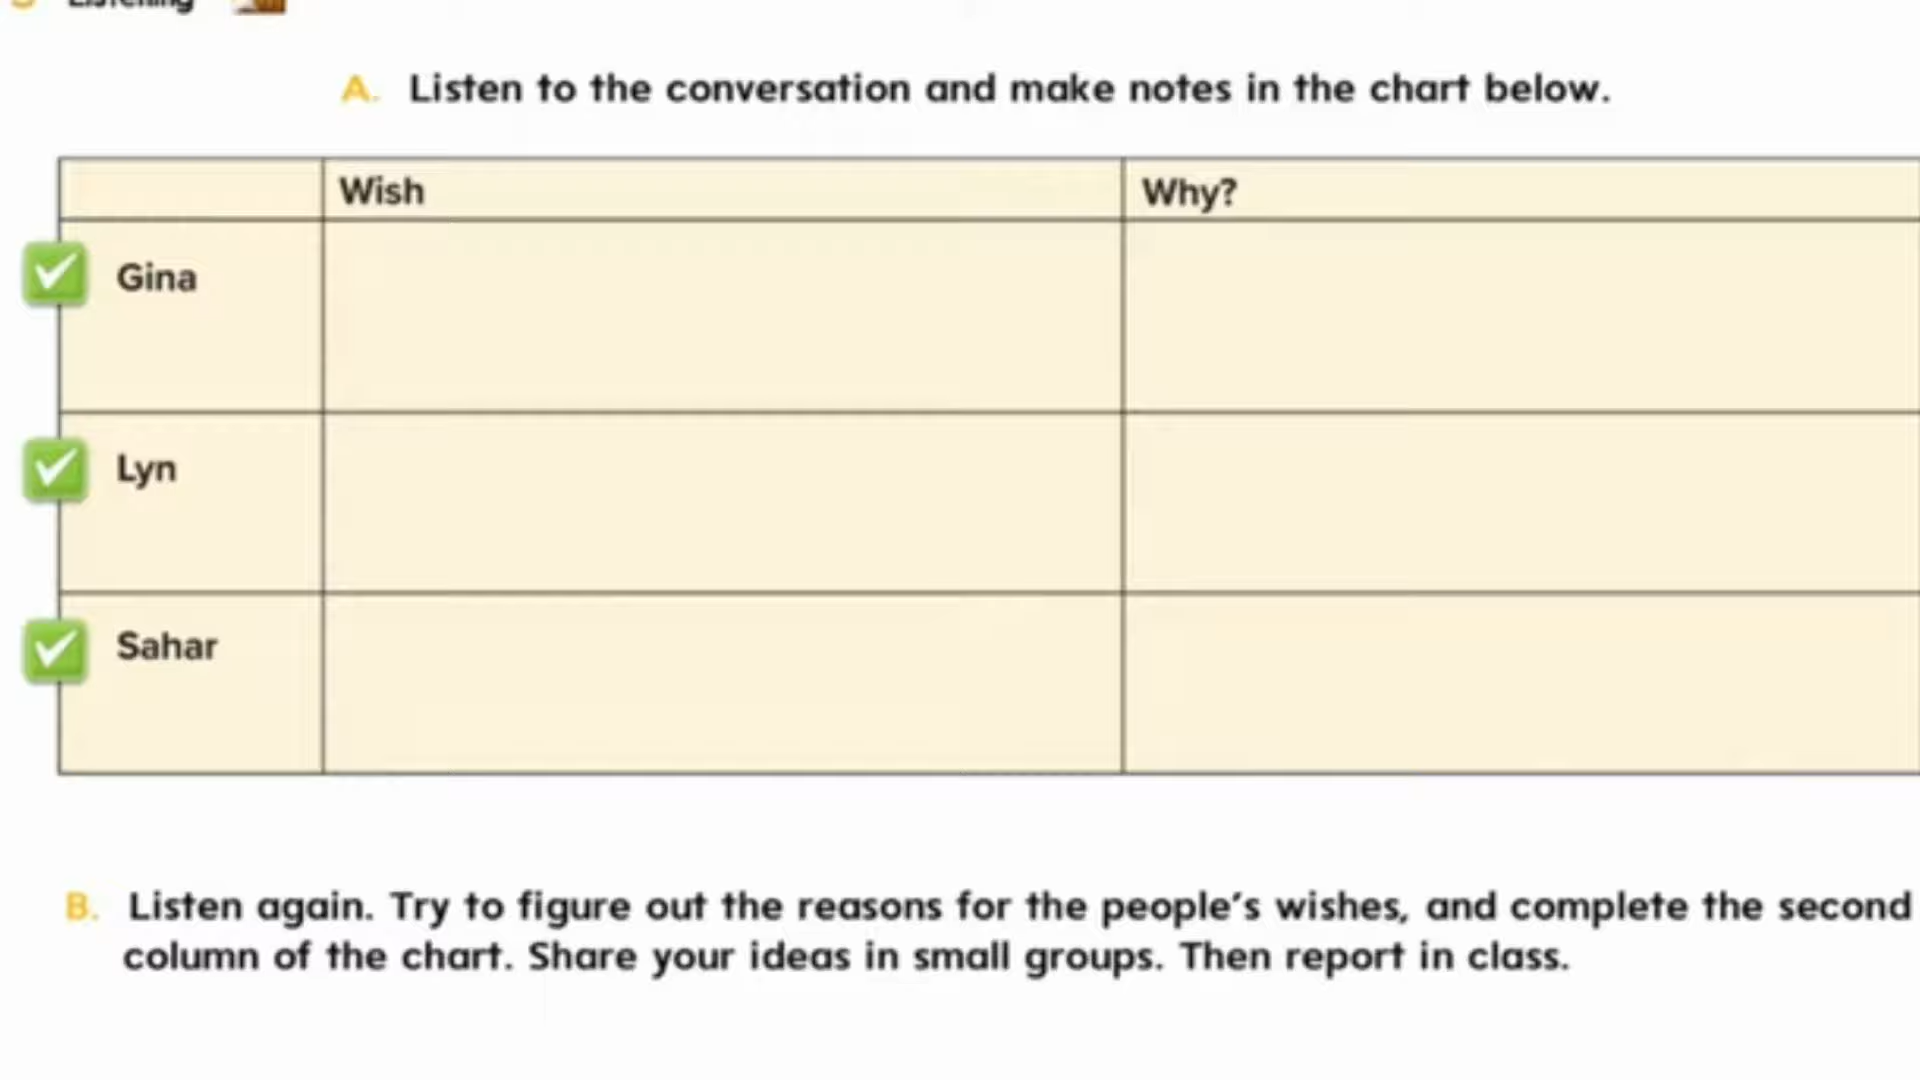 Listening
A. Listen to the conversation and make notes in the chart below.
Wish Why?
Gina
Lyn
Sahar
B. Listen again. Try to figure out the reasons for the people's wishes, and complete the second
column of the chart. Share your ideas in small groups. Then report in class.